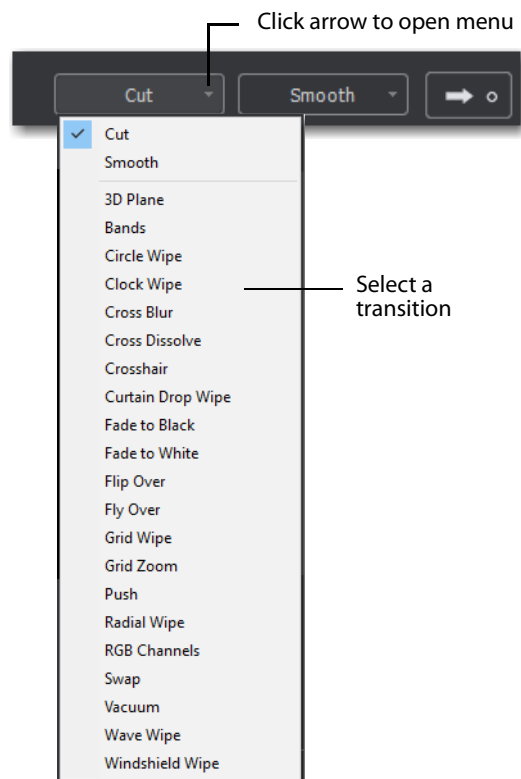 Click arrow to open menu
Cut
Smooth
Cut
Smooth
3D Plane
Bands
Circle Wipe
Clock Wipe
Select a
transition
Cross Blur
Cross Dissolve
Crosshair
Curtain Drop Wipe
Fade to Black
Fade to White
Flip Over
Fly Over
Grid Wipe
Grid Zoom
Push
Radial Wipe
RGB Channels
Swap
Vacuum
Wave Wipe
Windshield Wipe